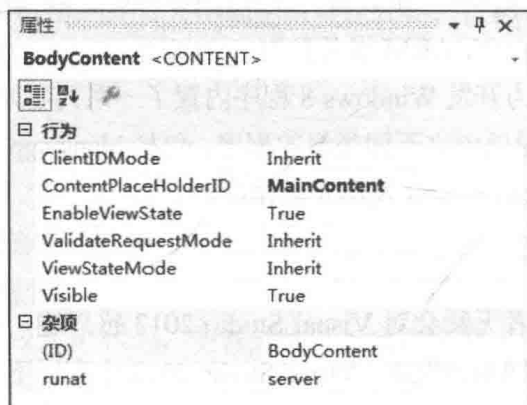 属性
BodyContent <CONTENT>
行为
ClientIDMode Inherit
ContentPlaceHolderID MainContent
EnableViewState True
ValidateRequestMode Inherit
ViewStateMode Inherit
Visible True
杂项
(ID) BodyContent
runat server